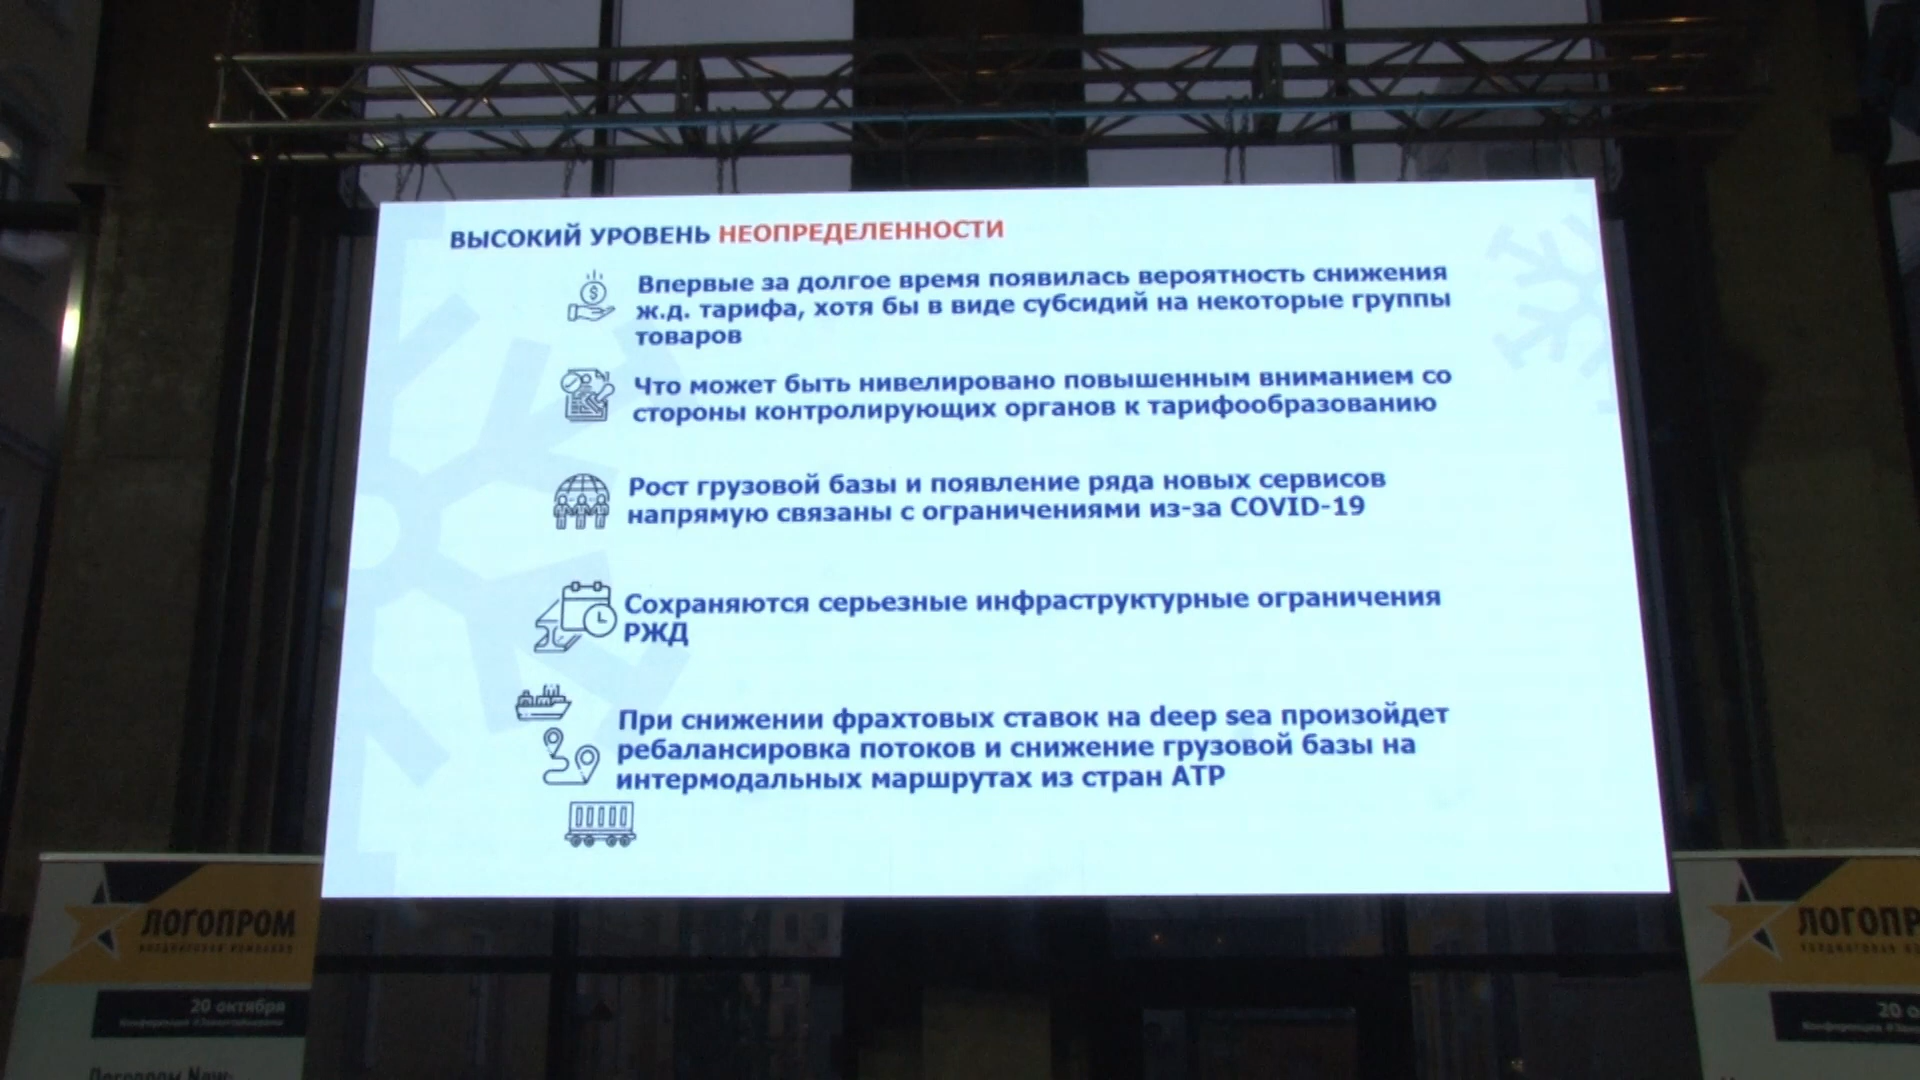 ВЫСОКИЙ УРОВЕНЬ НЕОПРЕДЕЛЕННОСТИ
Впервые за долгое время появилась вероятность снижения
ж.д. тарифа, хотя бы в виде субсидий на некоторые группы
товаров
Что может быть нивелировано повышенным вниманием со
стороны контролирующих органов к тарифообразованию
Рост грузовой базы и появление ряда новых сервисов
напрямую связаны с ограничениями из-за COVID-19
Сохраняются серьезные инфраструктурные ограничения
РЖД
При снижении фрахтовых ставок на deep sea произойдет
ребалансировка потоков и снижение грузовой базы на
интермодальных маршрутах из стран АТР
ЛОГОПРОМ
20 октября
Конференция
ЛОГОПР
20 о
Конференция